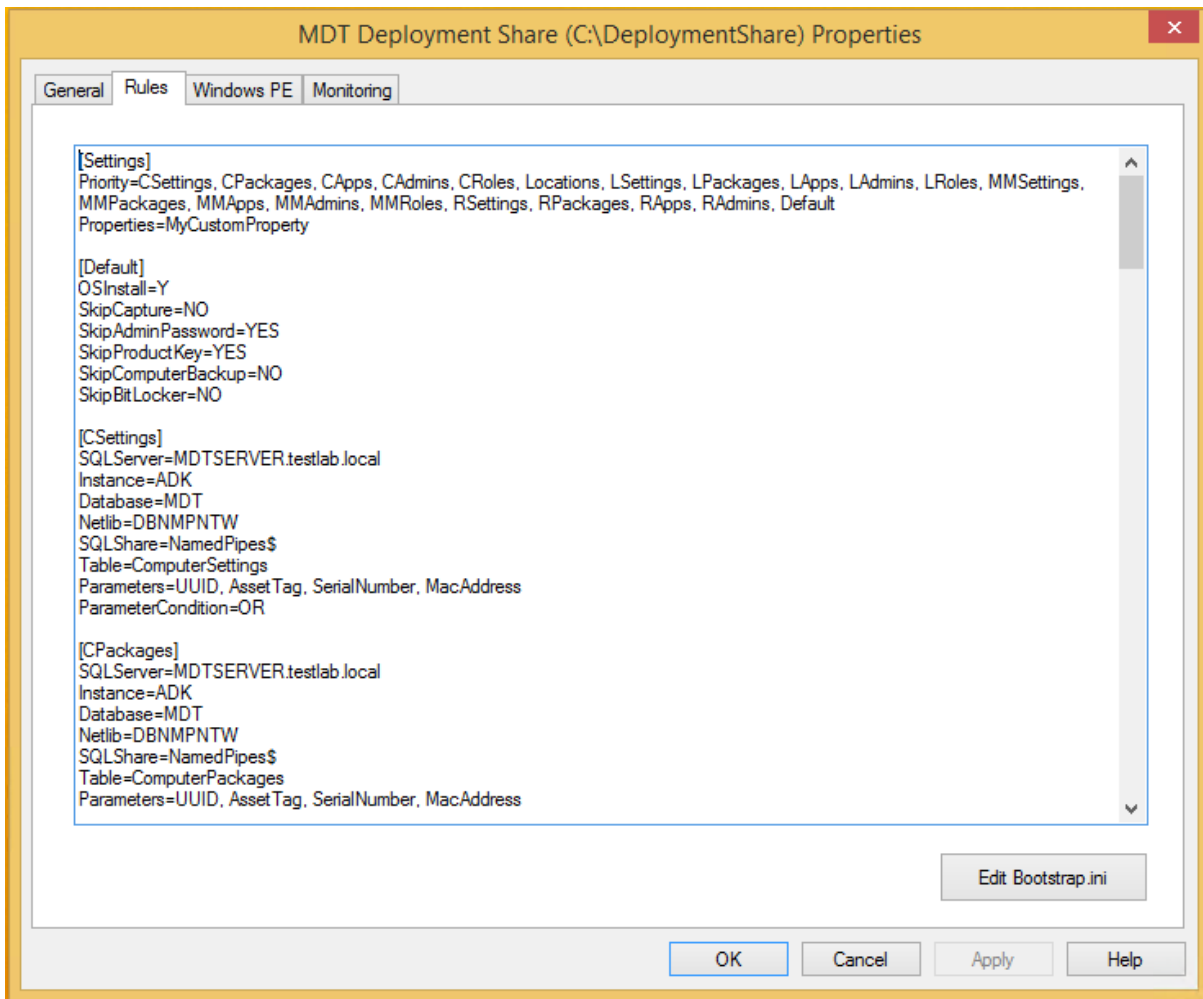 MDT Deployment Share (C:\DeploymentShare) Properties
General Rules Windows PE Monitoring
[Settings]
Priority=CSettings, CPackages, CApps, CAdmins, CRoles, Locations, LSettings, LPackages, LApps, LAdmins, LRoles, MMSettings,
MMPackages, MMApps, MMAdmins, MMRoles, RSettings, RPackages, RApps, RAdmins, Default
Properties=MyCustomProperty
[Default]
OSInstall=Y
SkipCapture=NO
SkipAdminPassword=YES
SkipProductKey=YES
SkipComputerBackup=NO
SkipBitLocker=NO
[CSettings]
SQLServer=MDTSERVER.testlab.local
Instance=ADK
Database=MDT
Netlib=DBNMPNTW
SQLShare=NamedPipes$
Table=ComputerSettings
Parameters=UUID, AssetTag, SerialNumber, MacAddress
ParameterCondition=OR
[CPackages]
SQLServer=MDTSERVER.testlab.local
Instance=ADK
Database=MDT
Netlib=DBNMPNTW
SQLShare=NamedPipes$
Table=ComputerPackages
Parameters=UUID, AssetTag, SerialNumber, MacAddress
Edit Bootstrap.ini
OK Cancel Apply Help